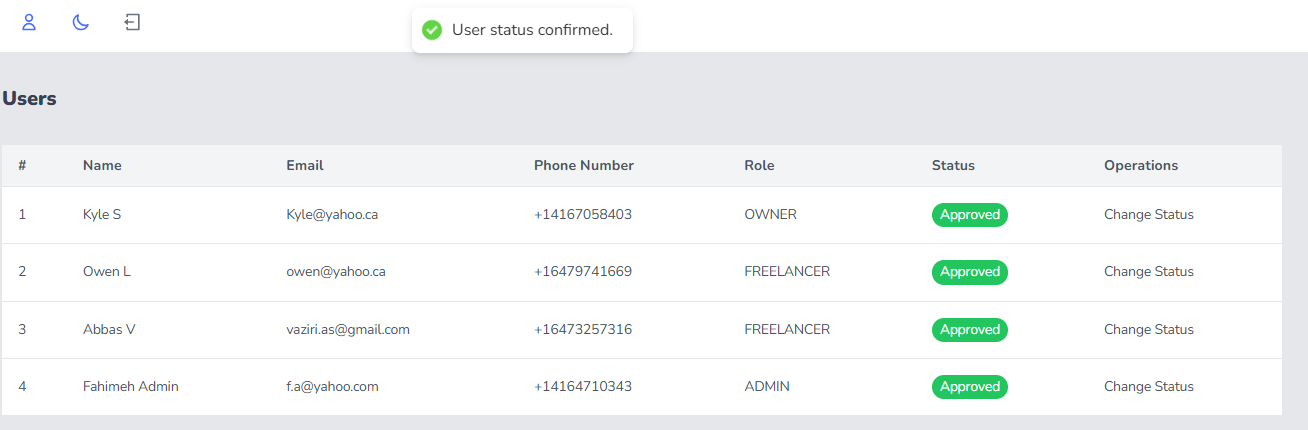 User status confirmed.
Users
# Name Email Phone Number Role Status Operations
1 Kyle S Kyle@yahoo.ca +14167058403 OWNER Approved Change Status
2 Owen L owen@yahoo.ca +16479741669 FREELANCER Approved Change Status
3 Abbas V vaziri.as@gmail.com +16473257316 FREELANCER Approved Change Status
4 Fahimeh Admin f.a@yahoo.com +14164710343 ADMIN Approved Change Status